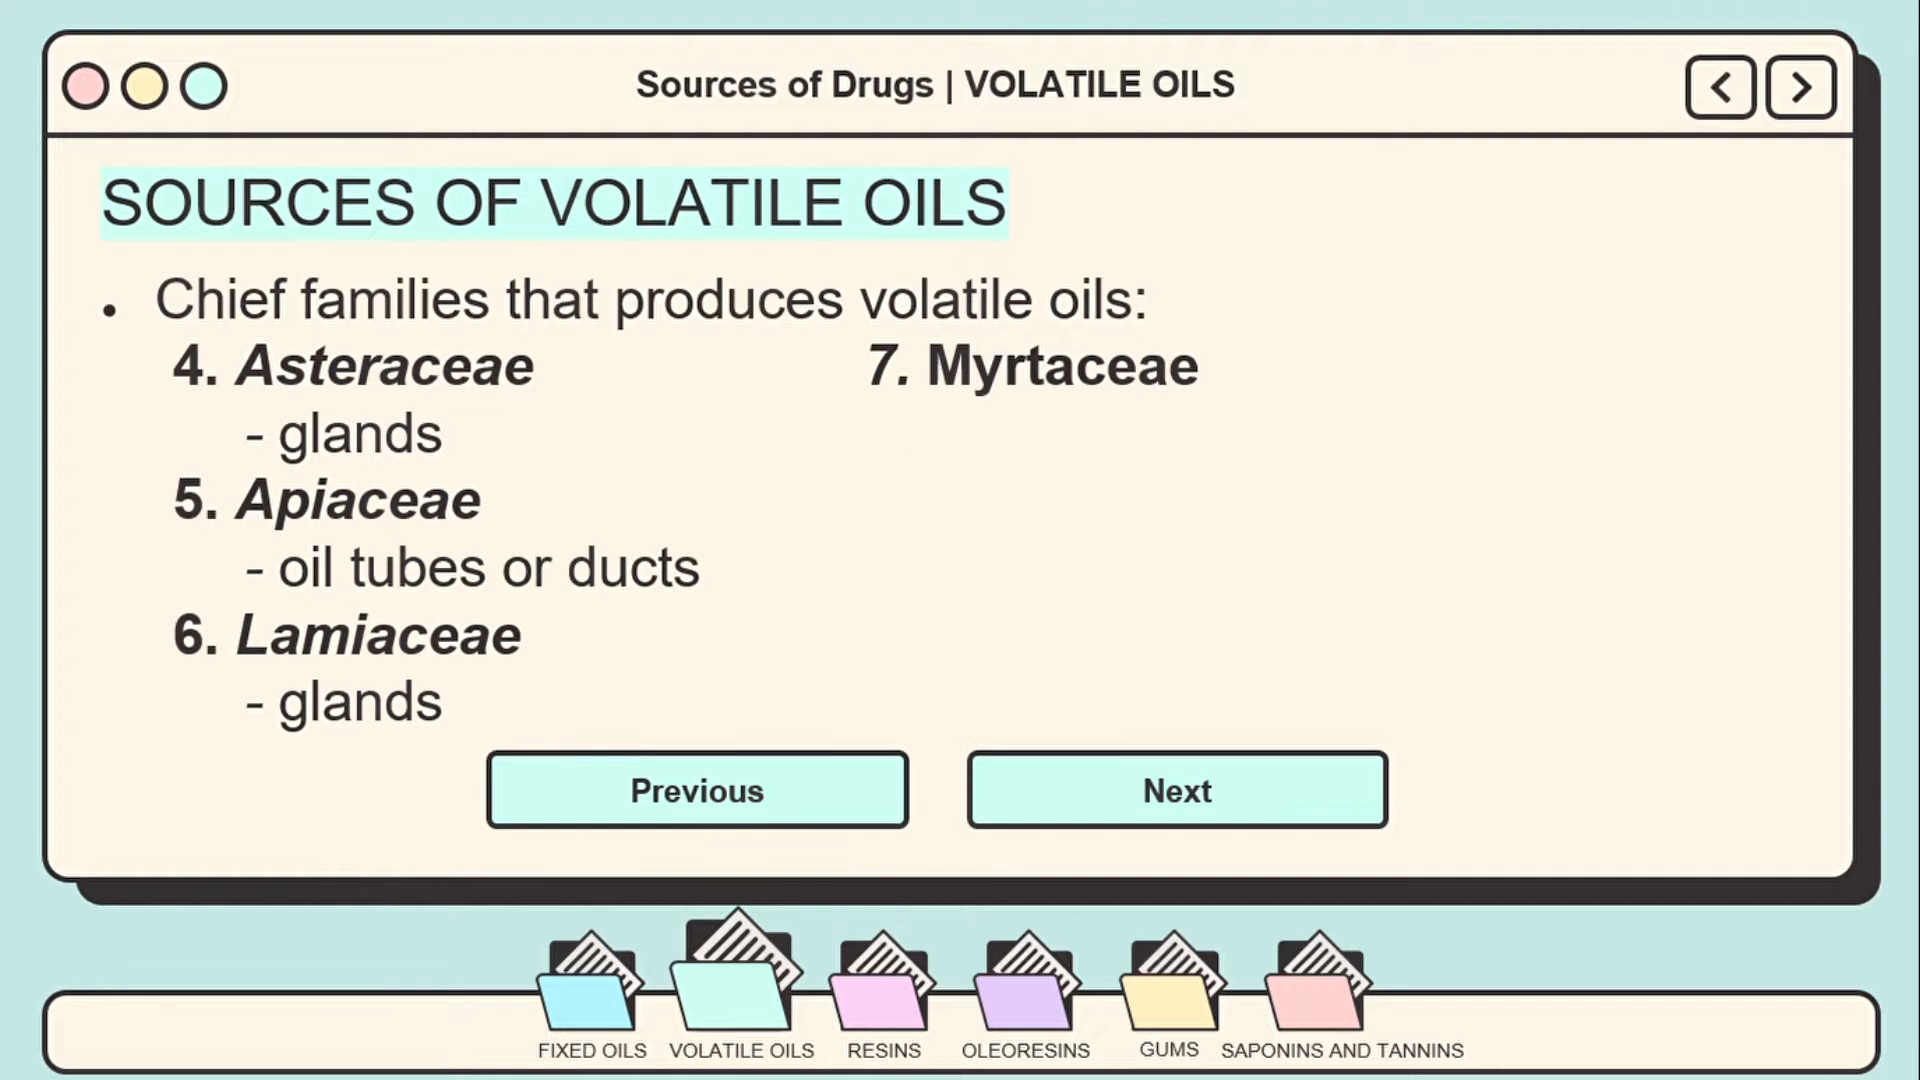 Sources of Drugs | VOLATILE OILS
SOURCES OF VOLATILE OILS
• Chief families that produces volatile oils:
4. Asteraceae
- glands
5. Apiaceae
- oil tubes or ducts
6. Lamiaceae
- glands
7. Myrtaceae
Previous
Next
FIXED OILS
VOLATILE OILS
RESINS
OLEORESINS
GUMS
SAPONINS AND TANNINS